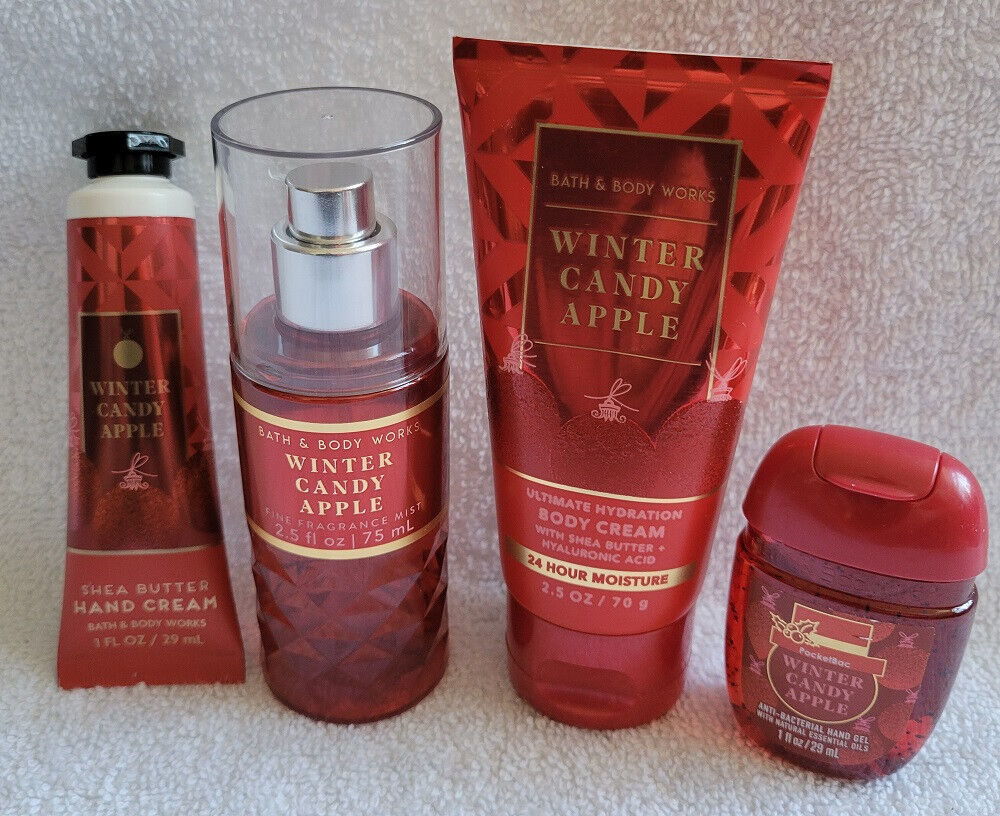 WINTER
CANDY
APPLE
SHEA BUTTER
HAND CREAM
BATH & BODY WORKS
1 FL OZ / 29 mL
BATH & BODY WORKS
WINTER
CANDY
APPLE
FINE FRAGRANCE MIST
2.5 fl oz | 75 mL
BATH & BODY WORKS
WINTER
CANDY
APPLE
ULTIMATE HYDRATION
BODY CREAM
WITH SHEA BUTTER +
HYALURONIC ACID
24 HOUR MOISTURE
2.5 OZ / 70 g
PocketBac
WINTER
CANDY
APPLE
ANTI-BACTERIAL HAND GEL
WITH NATURAL ESSENTIAL OILS
1 fl oz/29 mL